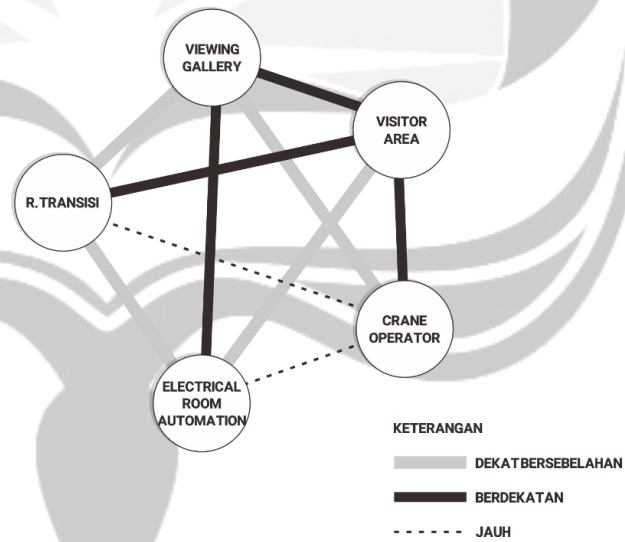 VIEWING
GALLERY
VISITOR
AREA
R.TRANSISI
CRANE
OPERATOR
ELECTRICAL
ROOM
AUTOMATION
KETERANGAN
DEKATBERSEBELAHAN
BERDEKATAN
JAUH